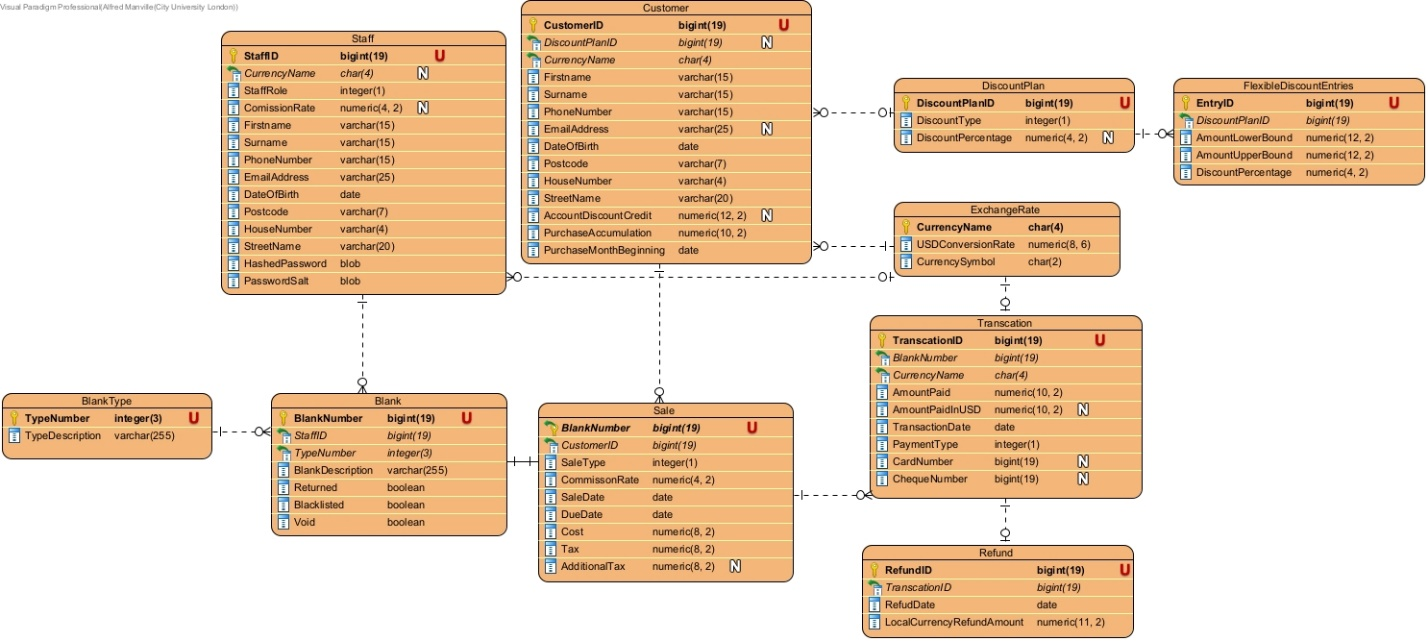 Visual Paradigm Professional(Alfred Manville(City University London))
Staff
StaffID bigint(19) U
CurrencyName char(4) N
StaffRole integer(1)
ComissionRate numeric(4, 2) N
Firstname varchar(15)
Surname varchar(15)
PhoneNumber varchar(15)
EmailAddress varchar(25)
DateOfBirth date
Postcode varchar(7)
HouseNumber varchar(4)
StreetName varchar(20)
HashedPassword blob
PasswordSalt blob
Customer
CustomerID bigint(19) U
DiscountPlanID bigint(19) N
CurrencyName char(4)
Firstname varchar(15)
Surname varchar(15)
PhoneNumber varchar(15)
EmailAddress varchar(25) N
DateOfBirth date
Postcode varchar(7)
HouseNumber varchar(4)
StreetName varchar(20)
AccountDiscountCredit numeric(12, 2) N
PurchaseAccumulation numeric(10, 2)
PurchaseMonthBeginning date
DiscountPlan
DiscountPlanID bigint(19) U
DiscountType integer(1)
DiscountPercentage numeric(4, 2) N
FlexibleDiscountEntries
EntryID bigint(19) U
DiscountPlanID bigint(19)
AmountLowerBound numeric(12, 2)
AmountUpperBound numeric(12, 2)
DiscountPercentage numeric(4, 2)
ExchangeRate
CurrencyName char(4)
USDConversionRate numeric(8, 6)
CurrencySymbol char(2)
Transcation
TranscationID bigint(19) U
BlankNumber bigint(19)
CurrencyName char(4)
AmountPaid numeric(10, 2)
AmountPaidInUSD numeric(10, 2) N
TransactionDate date
PaymentType integer(1)
CardNumber bigint(19) N
ChequeNumber bigint(19) N
BlankType
TypeNumber integer(3) U
TypeDescription varchar(255)
Blank
BlankNumber bigint(19) U
StaffID bigint(19)
TypeNumber integer(3)
BlankDescription varchar(255)
Returned boolean
Blacklisted boolean
Void boolean
Sale
BlankNumber bigint(19) U
CustomerID bigint(19)
SaleType integer(1)
CommissonRate numeric(4, 2)
SaleDate date
DueDate date
Cost numeric(8, 2)
Tax numeric(8, 2)
AdditionalTax numeric(8, 2) N
Refund
RefundID bigint(19) U
TranscationID bigint(19)
RefudDate date
LocalCurrencyRefundAmount numeric(11, 2)